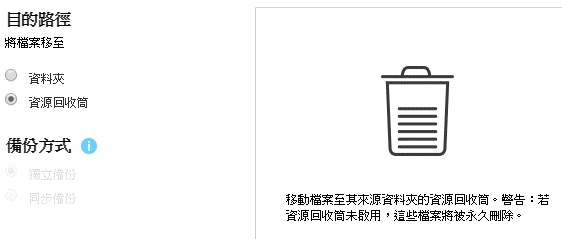 目的路徑
將檔案移至
資料夾
資源回收筒
備份方式
獨立備份
同步備份
移動檔案至其來源資料夾的資源回收筒。警告：若
資源回收筒未啟用，這些檔案將被永久刪除。